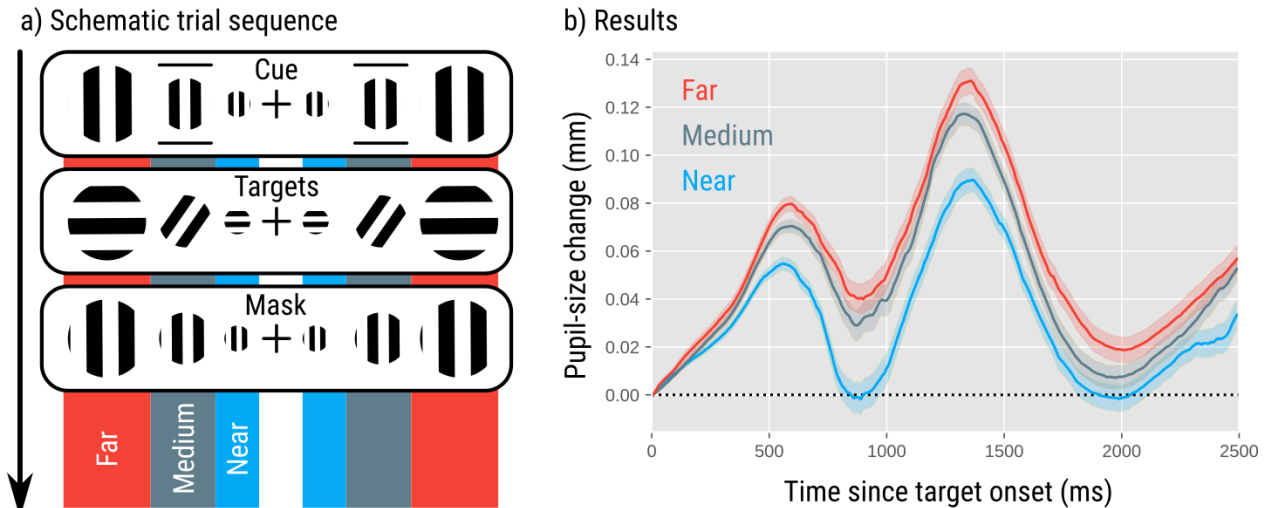 a) Schematic trial sequence
Cue
Targets
Mask
Far
Medium
Near
b) Results
Pupil-size change (mm)
0.14
0.12
0.10
0.08
0.06
0.04
0.02
0.00
Far
Medium
Near
0
500
1000
1500
2000
2500
Time since target onset (ms)